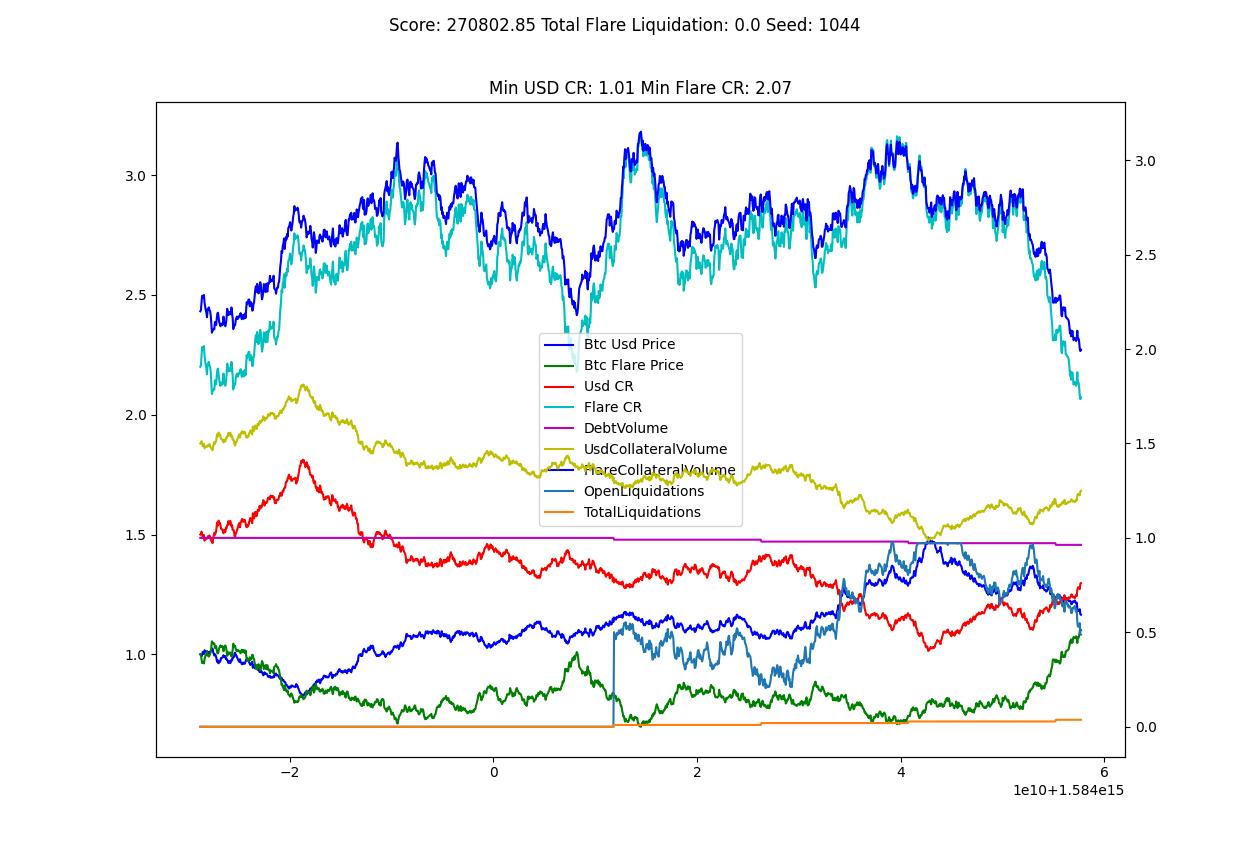 Score: 270802.85 Total Flare Liquidation: 0.0 Seed: 1044
Min USD CR: 1.01 Min Flare CR: 2.07
3.0
2.5
2.0
1.5
1.0
3.0
2.5
2.0
1.5
1.0
0.5
0.0
Btc Usd Price
Btc Flare Price
Usd CR
Flare CR
DebtVolume
UsdCollateralVolume
FlareCollateralVolume
OpenLiquidations
TotalLiquidations
−2 0 2 4 6
1e10+1.584e15